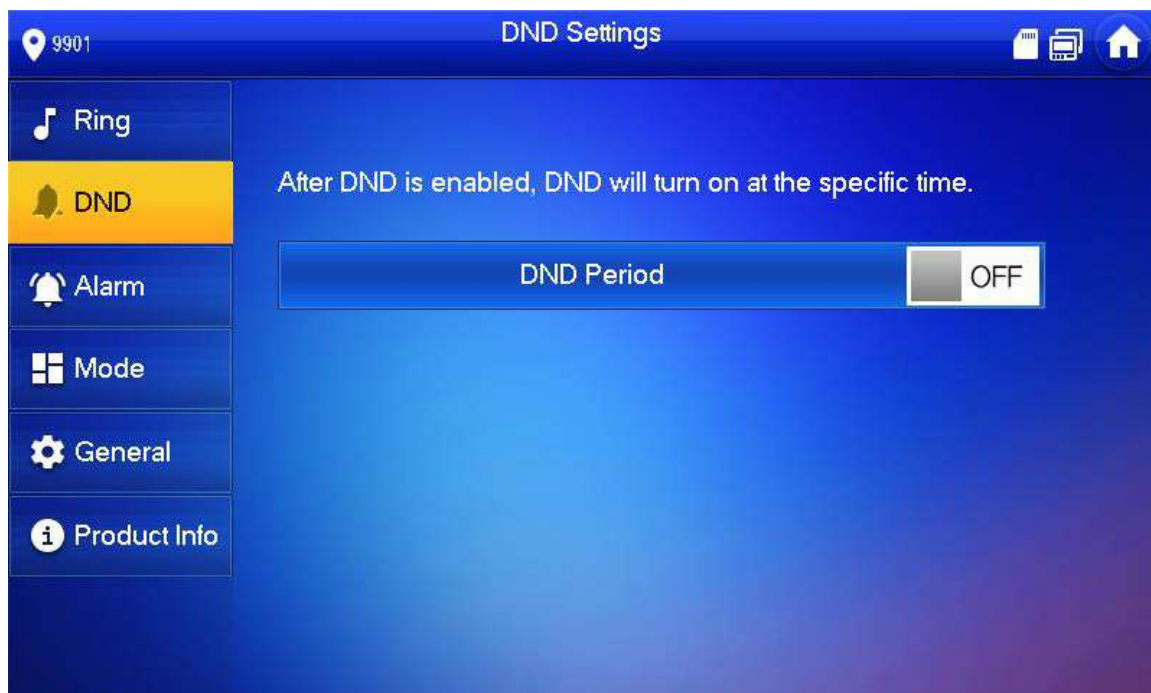 9901
DND Settings
Ring
DND
Alarm
Mode
General
Product Info
After DND is enabled, DND will turn on at the specific time.
DND Period
OFF